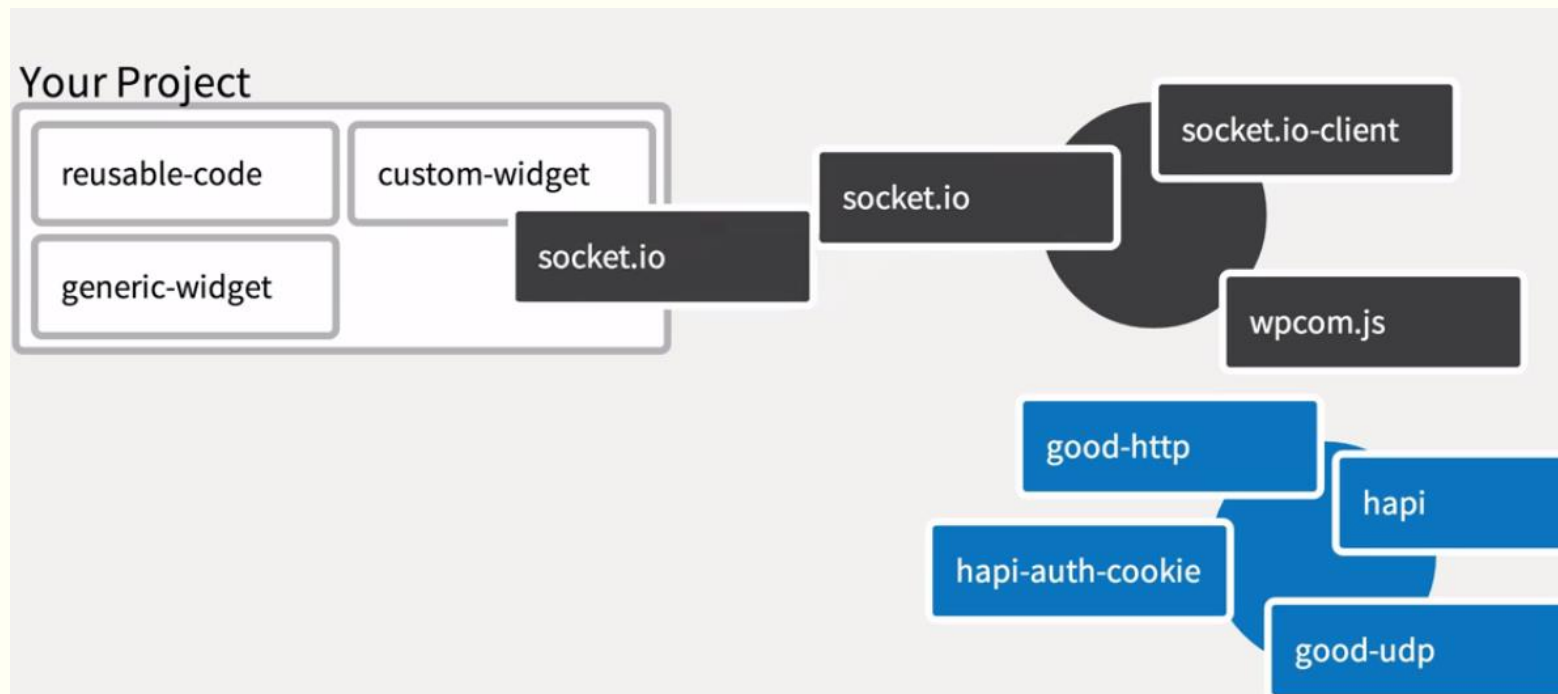 Your Project
reusable-code
custom-widget
generic-widget
socket.io
socket.io
socket.io-client
wpcom.js
good-http
hapi
hapi-auth-cookie
good-udp